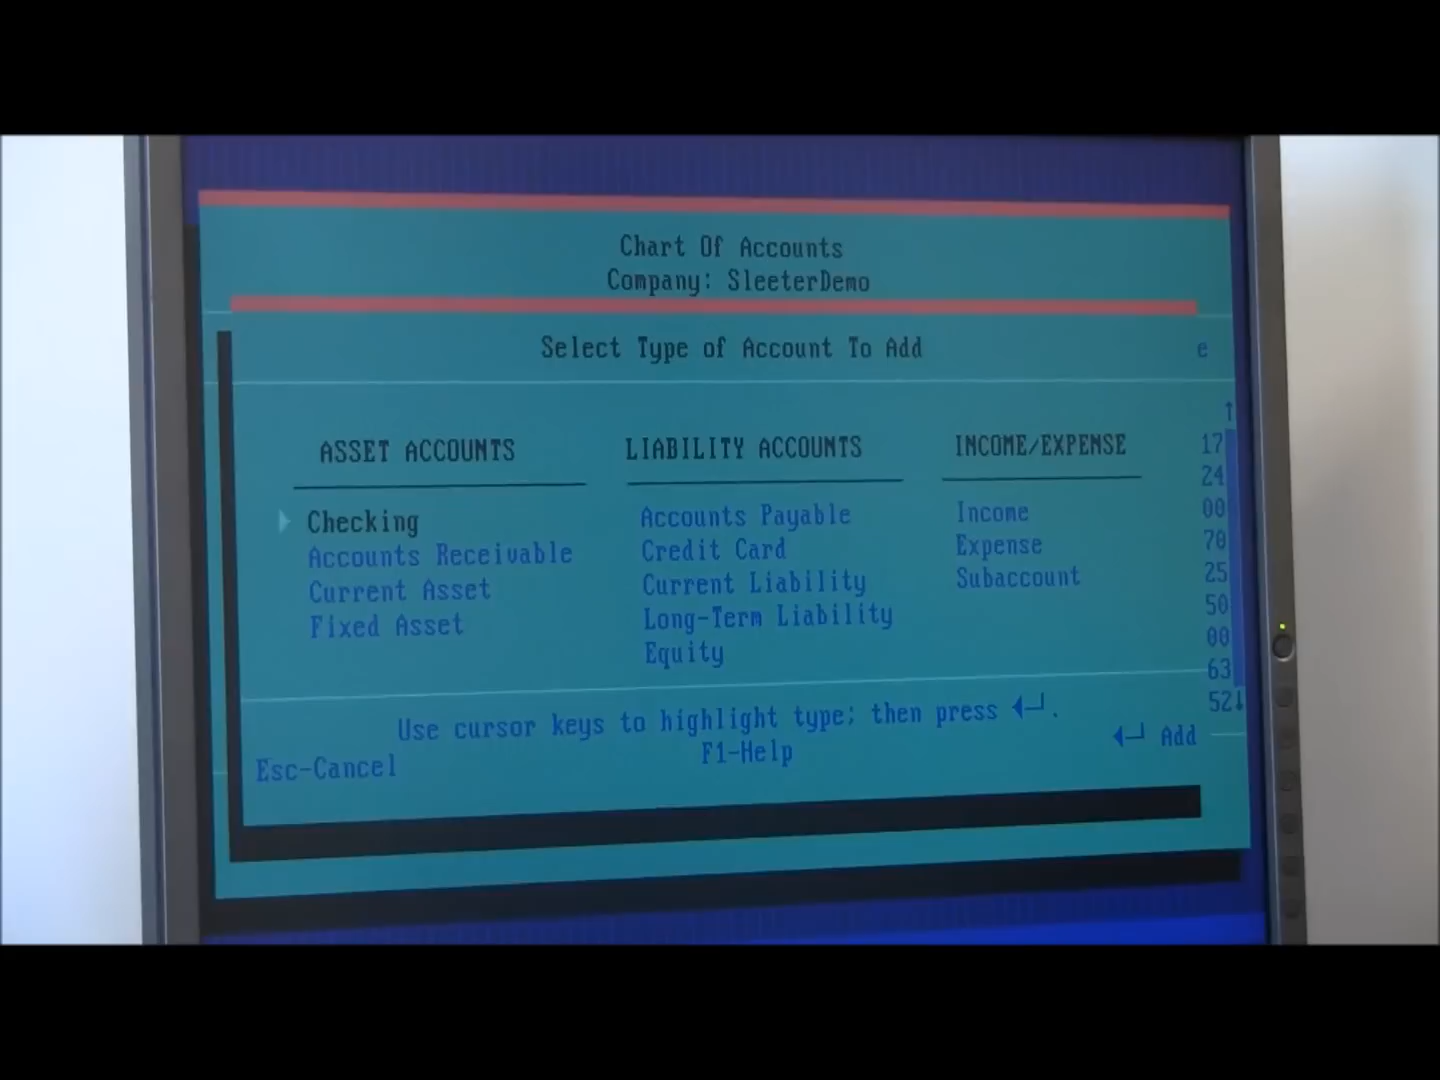 Chart Of Accounts
Company: SleeterDemo
Select Type of Account To Add
e
ASSET ACCOUNTS LIABILITY ACCOUNTS INCOME/EXPENSE 17
24
Checking Accounts Payable Income 00
Accounts Receivable Credit Card Expense 70
Current Asset Current Liability Subaccount 25
Fixed Asset Long-Term Liability 50
Equity 00
63
Use cursor keys to highlight type; then press ↵. 52↓
Esc-Cancel F1-Help ↵ Add